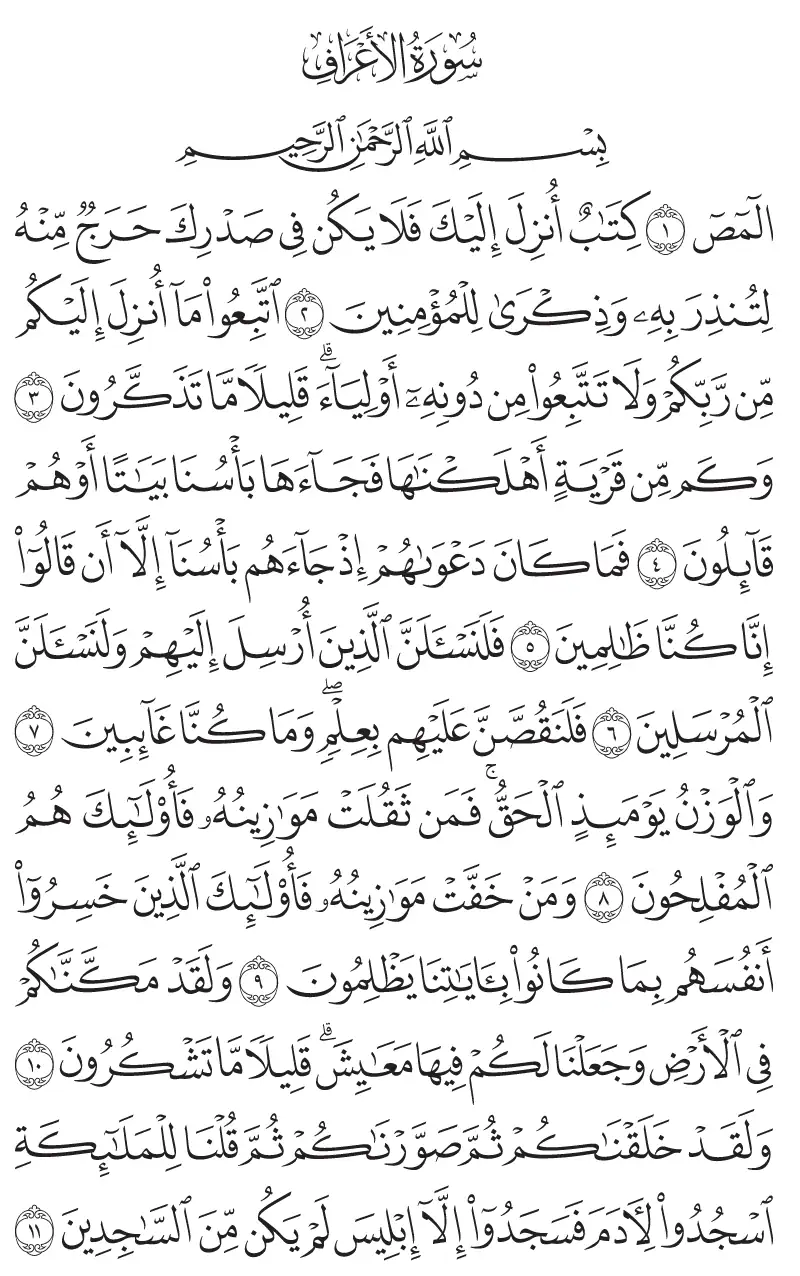 سُورَةُ الأَعۡرَافِ
بِسۡمِ ٱللَّهِ ٱلرَّحۡمَٰنِ ٱلرَّحِيمِ
الٓمٓصٓ ١ كِتَٰبٌ أُنزِلَ إِلَيۡكَ فَلَا يَكُن فِي صَدۡرِكَ حَرَجٞ مِّنۡهُ
لِتُنذِرَ بِهِۦ وَذِكۡرَىٰ لِلۡمُؤۡمِنِينَ ٢ ٱتَّبِعُواْ مَآ أُنزِلَ إِلَيۡكُم
مِّن رَّبِّكُمۡ وَلَا تَتَّبِعُواْ مِن دُونِهِۦٓ أَوۡلِيَآءَۗ قَلِيلٗا مَّا تَذَكَّرُونَ ٣
وَكَم مِّن قَرۡيَةٍ أَهۡلَكۡنَٰهَا فَجَآءَهَا بَأۡسُنَا بَيَٰتًا أَوۡ هُمۡ
قَآئِلُونَ ٤ فَمَا كَانَ دَعۡوَىٰهُمۡ إِذۡ جَآءَهُم بَأۡسُنَآ إِلَّآ أَن قَالُوٓاْ
إِنَّا كُنَّا ظَٰلِمِينَ ٥ فَلَنَسۡـَٔلَنَّ ٱلَّذِينَ أُرۡسِلَ إِلَيۡهِمۡ وَلَنَسۡـَٔلَنَّ
ٱلۡمُرۡسَلِينَ ٦ فَلَنَقُصَّنَّ عَلَيۡهِم بِعِلۡمٖۖ وَمَا كُنَّا غَآئِبِينَ ٧
وَٱلۡوَزۡنُ يَوۡمَئِذٍ ٱلۡحَقُّۚ فَمَن ثَقُلَتۡ مَوَٰزِينُهُۥ فَأُوْلَٰٓئِكَ هُمُ
ٱلۡمُفۡلِحُونَ ٨ وَمَنۡ خَفَّتۡ مَوَٰزِينُهُۥ فَأُوْلَٰٓئِكَ ٱلَّذِينَ خَسِرُوٓاْ
أَنفُسَهُم بِمَا كَانُواْ بِـَٔايَٰتِنَا يَظۡلِمُونَ ٩ وَلَقَدۡ مَكَّنَّٰكُمۡ
فِي ٱلۡأَرۡضِ وَجَعَلۡنَا لَكُمۡ فِيهَا مَعَٰيِشَۗ قَلِيلٗا مَّا تَشۡكُرُونَ ١٠
وَلَقَدۡ خَلَقۡنَٰكُمۡ ثُمَّ صَوَّرۡنَٰكُمۡ ثُمَّ قُلۡنَا لِلۡمَلَٰٓئِكَةِ
ٱسۡجُدُواْ لِأٓدَمَ فَسَجَدُوٓاْ إِلَّآ إِبۡلِيسَ لَمۡ يَكُن مِّنَ ٱلسَّٰجِدِينَ ١١